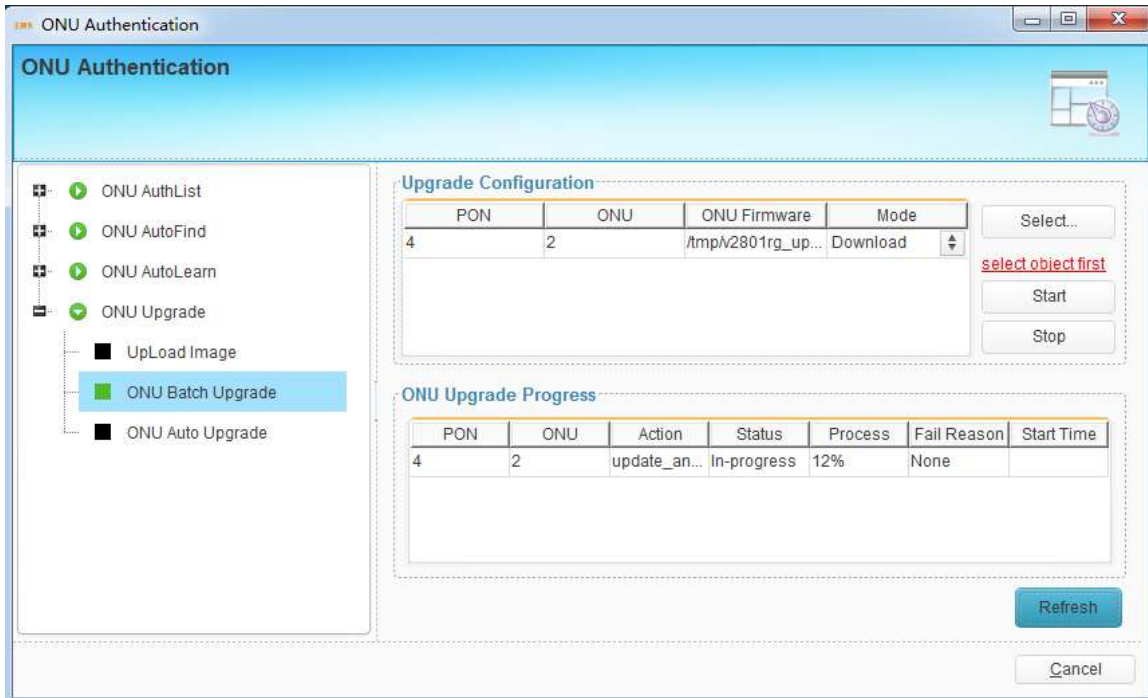 EMS ONU Authentication
ONU Authentication
ONU AuthList
ONU AutoFind
ONU AutoLearn
ONU Upgrade
UpLoad Image
ONU Batch Upgrade
ONU Auto Upgrade
Upgrade Configuration
PON ONU ONU Firmware Mode
4 2 /tmp/v2801rg_up... Download
Select...
select object first
Start
Stop
ONU Upgrade Progress
PON ONU Action Status Process Fail Reason Start Time
4 2 update_an... In-progress 12% None
Refresh
Cancel